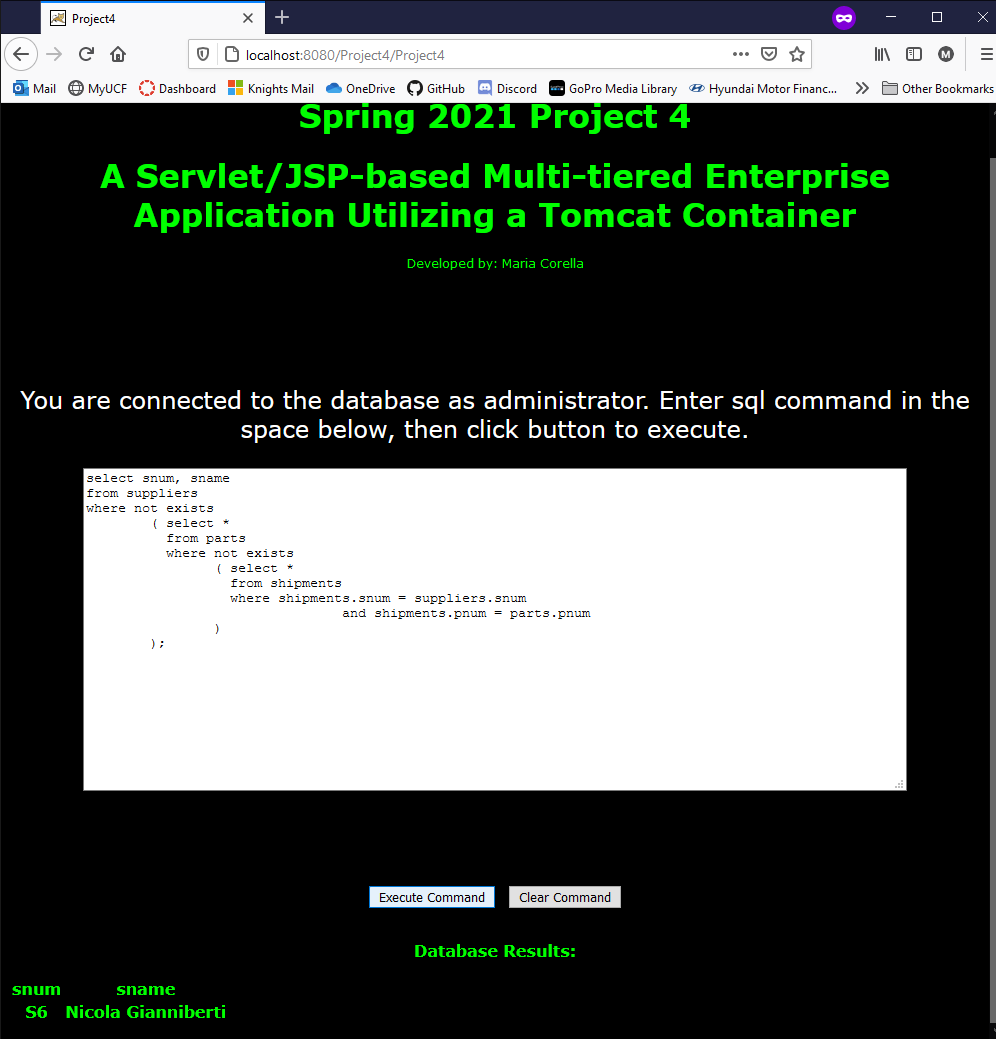 Project4
localhost:8080/Project4/Project4
M
Mail MyUCF Dashboard Knights Mail OneDrive GitHub Discord GoPro Media Library Hyundai Motor Financ... Other Bookmarks
Spring 2021 Project 4
A Servlet/JSP-based Multi-tiered Enterprise
Application Utilizing a Tomcat Container
Developed by: Maria Corella
You are connected to the database as administrator. Enter sql command in the
space below, then click button to execute.
select snum, sname
from suppliers
where not exists
( select *
from parts
where not exists
( select *
from shipments
where shipments.snum = suppliers.snum
and shipments.pnum = parts.pnum
)
);
Execute Command Clear Command
Database Results:
snum sname
S6 Nicola Gianniberti